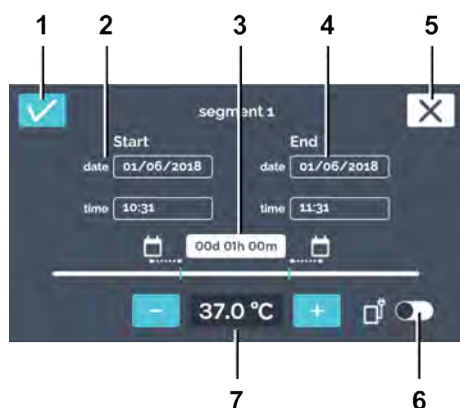 1 2 3 4 5
segment 1
Start End
date 01/06/2018 date 01/06/2018
time 10:31 time 11:31
00d 01h 00m
- 37.0 °C +
7 6